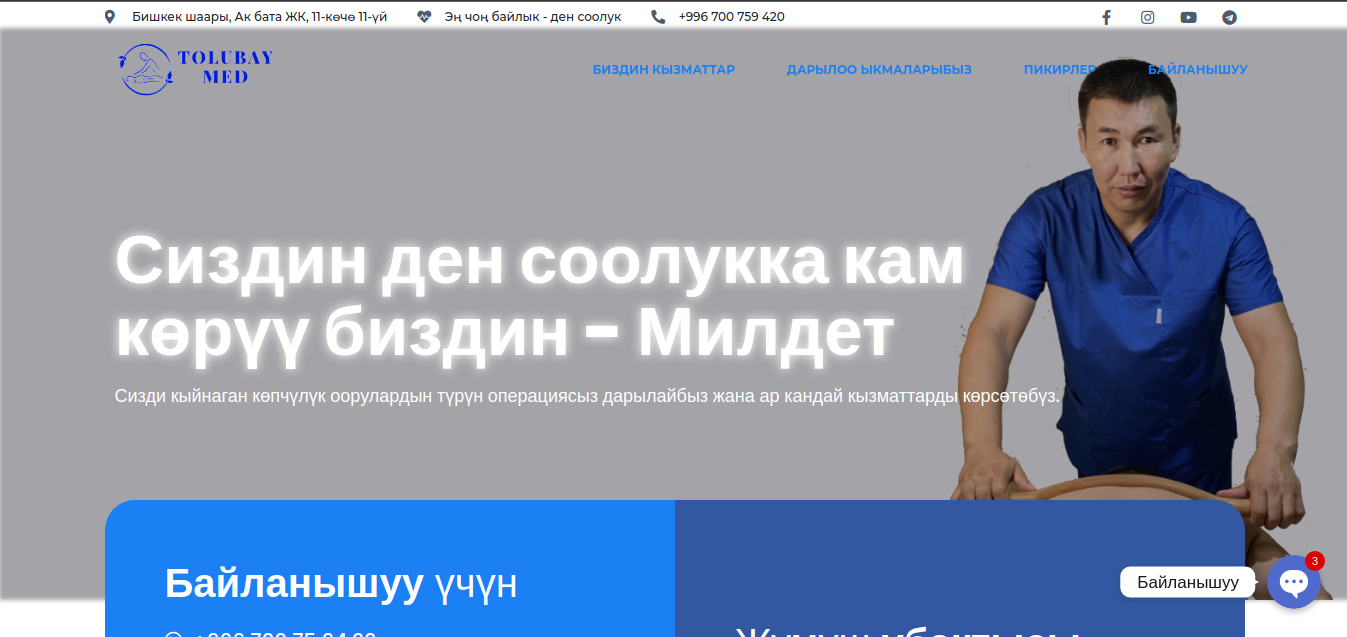 Бишкек шаары, Ак бата ЖК, 11-көчө 11-үй
Эң чоң байлык - ден соолук
+996 700 759 420
TOLUBAY
MED
БИЗДИН КЫЗМАТТАР
ДАРЫЛОО ЫКМАЛАРЫБЫЗ
ПИКИРЛЕР
БАЙЛАНЫШУУ
Сиздин ден соолукка кам
көрүү биздин – Милдет
Сизди кыйнаган көпчүлүк оорулардын түрүн операциясыз дарылайбыз жана ар кандай кызматтарды көрсөтөбүз.
Байланышуу үчүн
Жумуш убактысы
Байланышуу
3